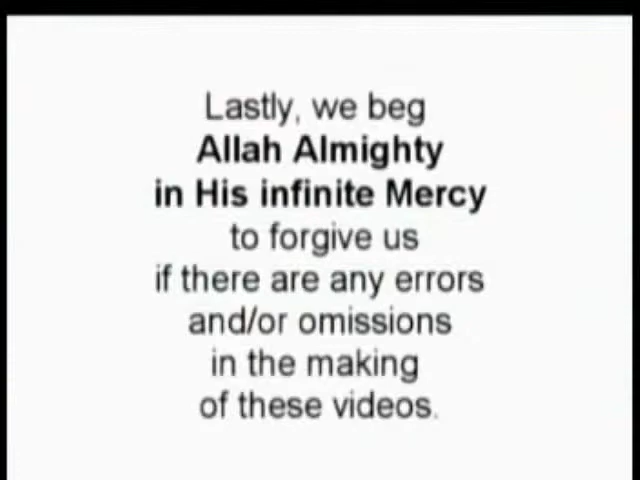 Lastly, we beg
Allah Almighty
in His infinite Mercy
to forgive us
if there are any errors
and/or omissions
in the making
of these videos.